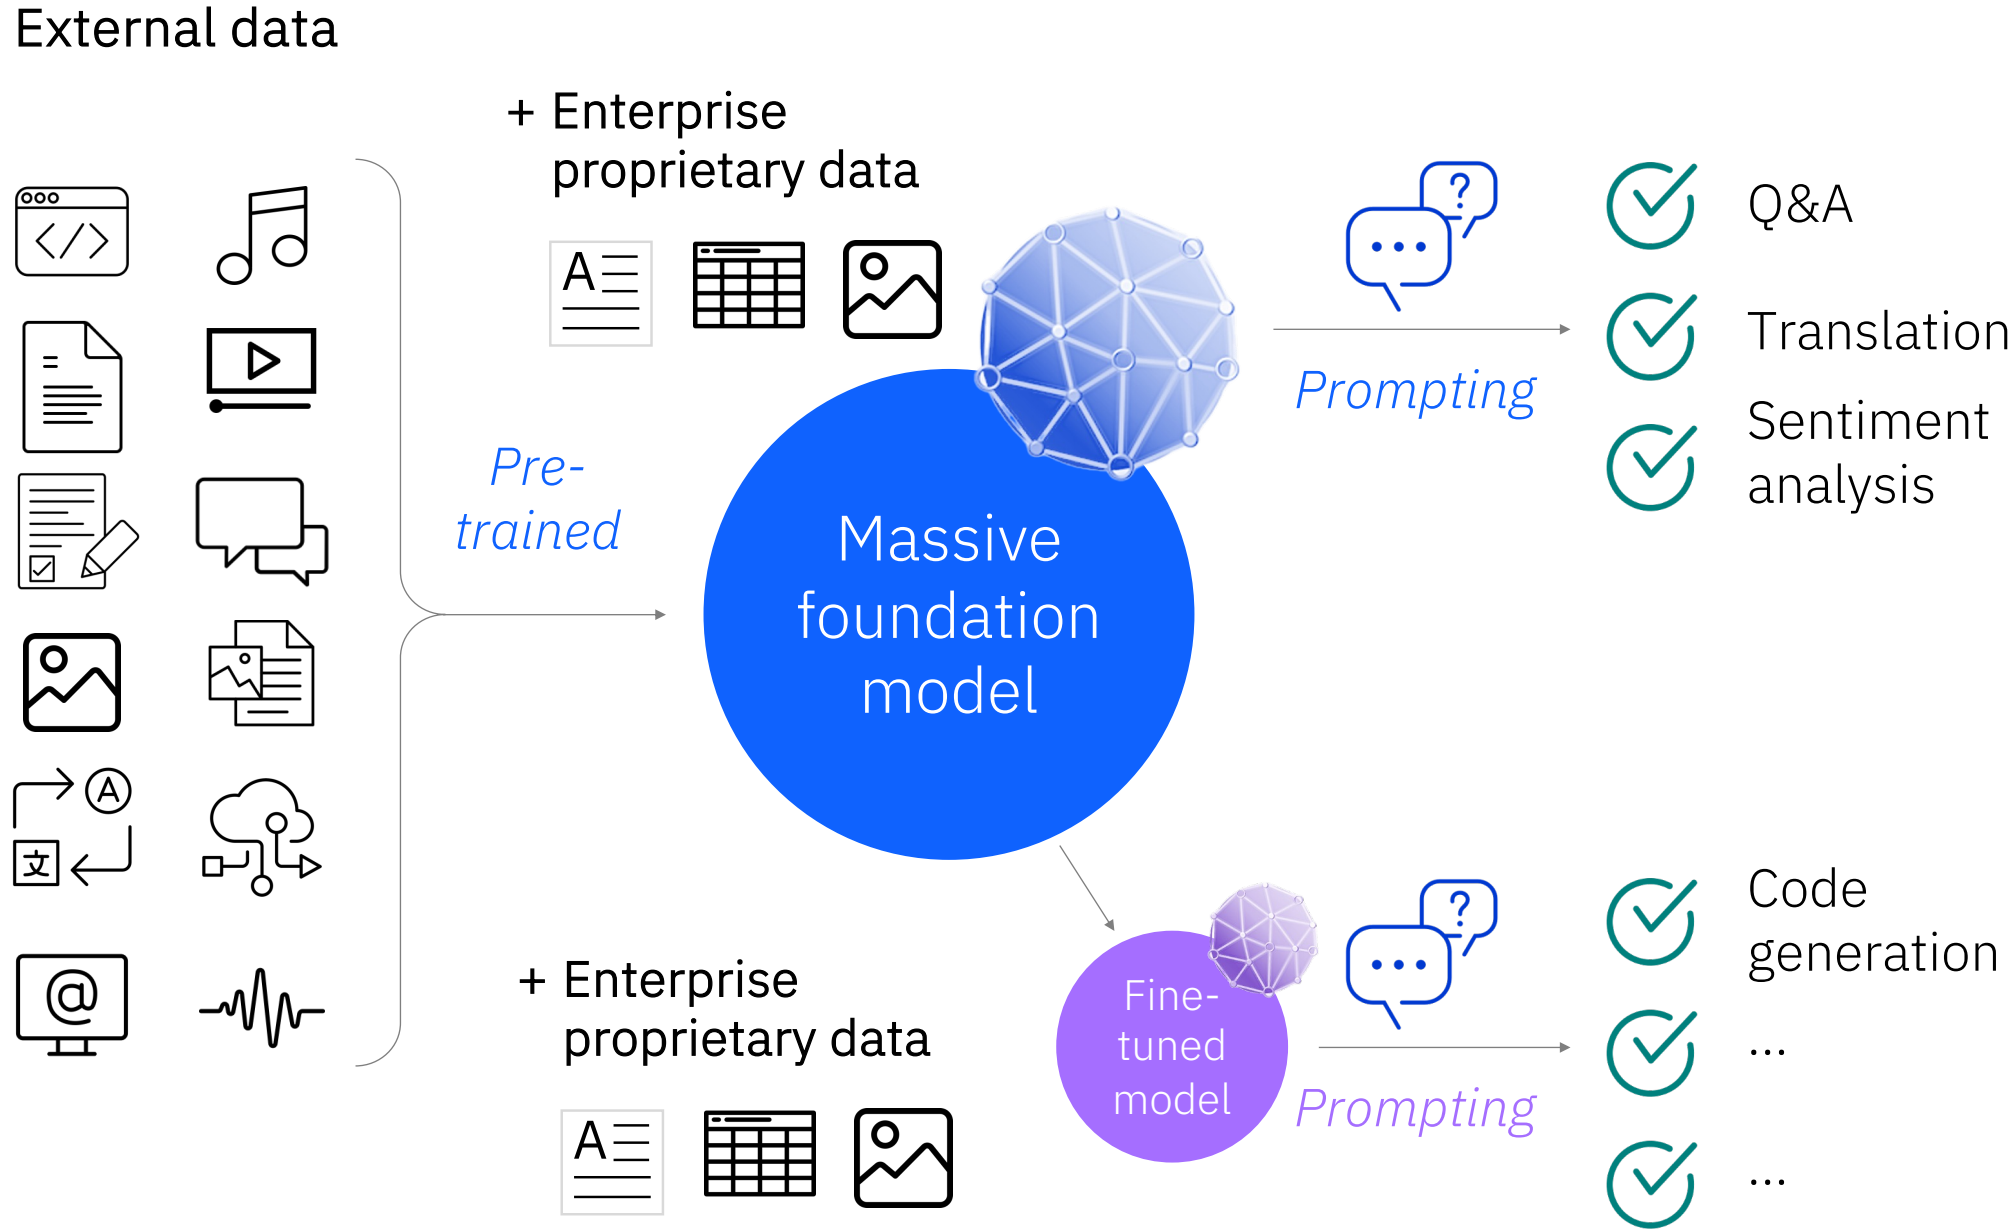 External data
+ Enterprise
proprietary data
A
?
Q&A
Translation
Prompting
Sentiment
analysis
Pre-
trained
Massive
foundation
model
A
文
@
+ Enterprise
proprietary data
A
Fine-
tuned
model
?
Prompting
Code
generation
...
...